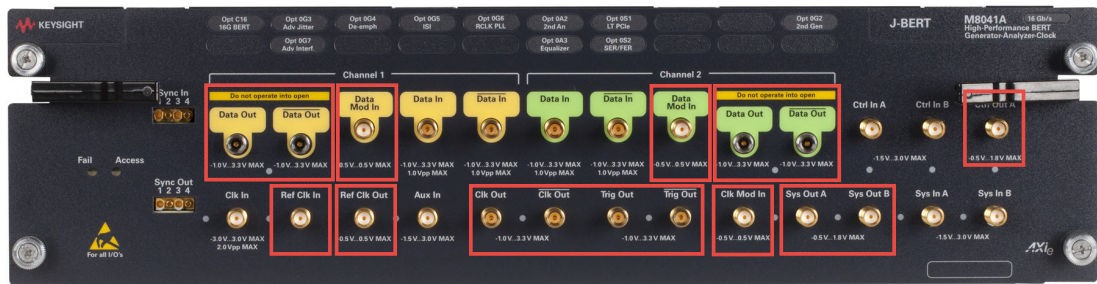 KEYSIGHT
Opt C16
16G BERT
Opt 0G3
Adv Jitter
Opt 0G4
De-emph
Opt 0G5
ISI
Opt 0G6
RCLK PLL
Opt 0A2
2nd An
Opt 0S1
LT PCIe
Opt 0G2
2nd Gen
Opt 0G7
Adv Interf.
Opt 0A3
Equalizer
Opt 0S2
SER/FER
J-BERT
M8041A
16 Gb/s
High-Performance BERT
Generator-Analyzer-Clock
Channel 1
Channel 2
Sync In
1 2 3 4
Do not operate into open
Data Out
Data Out
Data
Mod In
Data In
Data In
Data In
Data In
Data
Mod In
Do not operate into open
Data Out
Data Out
Ctrl In A
Ctrl In B
Ctrl Out A
-1.0V...3.3V MAX
-1.0V...3.3V MAX
-0.5V...0.5V MAX
-1.0V...3.3V MAX
1.0Vpp MAX
-1.0V...3.3V MAX
1.0Vpp MAX
-1.0V...3.3V MAX
1.0Vpp MAX
-1.0V...3.3V MAX
1.0Vpp MAX
-0.5V...0.5V MAX
-1.0V...3.3V MAX
-1.0V...3.3V MAX
-1.5V...3.0V MAX
-0.5V...1.8V MAX
Fail
Access
Sync Out
1 2 3 4
Clk In
Ref Clk In
Ref Clk Out
Aux In
Clk Out
Clk Out
Trig Out
Trig Out
Clk Mod In
Sys Out A
Sys Out B
Sys In A
Sys In B
-3.0V...3.0V MAX
2.0Vpp MAX
-0.5V...0.5V MAX
-1.5V...3.0V MAX
-1.0V...3.3V MAX
-1.0V...3.3V MAX
-0.5V...0.5V MAX
-0.5V...1.8V MAX
-1.5V...3.0V MAX
For all I/O's
AXIe